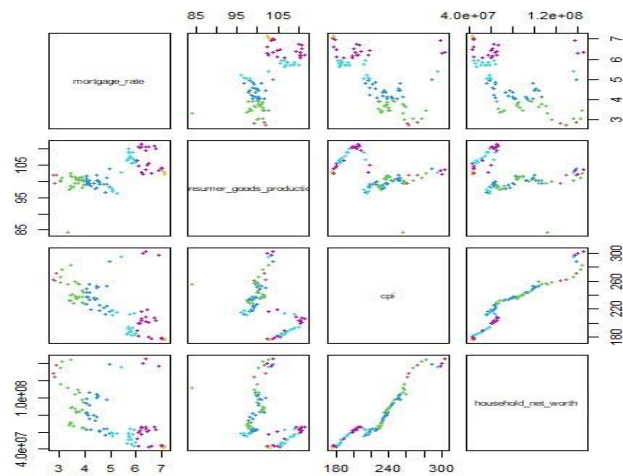 85 95 105
4.0e+07 1.2e+08
mortgage_rate
3 4 5 6 7
85 95 105
nsumer_goods_productic
cpi
180 220 260 300
4.0e+07 1.0e+08
household_net_worth
3 4 5 6 7
180 240 300